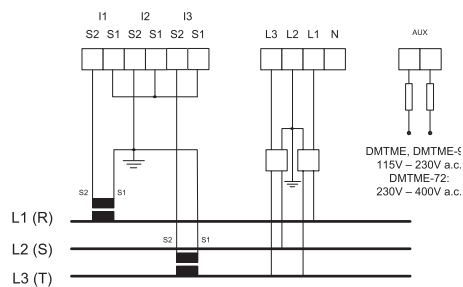 I1 I2 I3
S2 S1 S2 S1 S2 S1
L3 L2 L1 N
AUX
DMTME, DMTME-9
115V – 230V a.c.
DMTME-72:
230V – 400V a.c.
S2 S1
L1 (R)
S2 S1
L2 (S)
L3 (T)